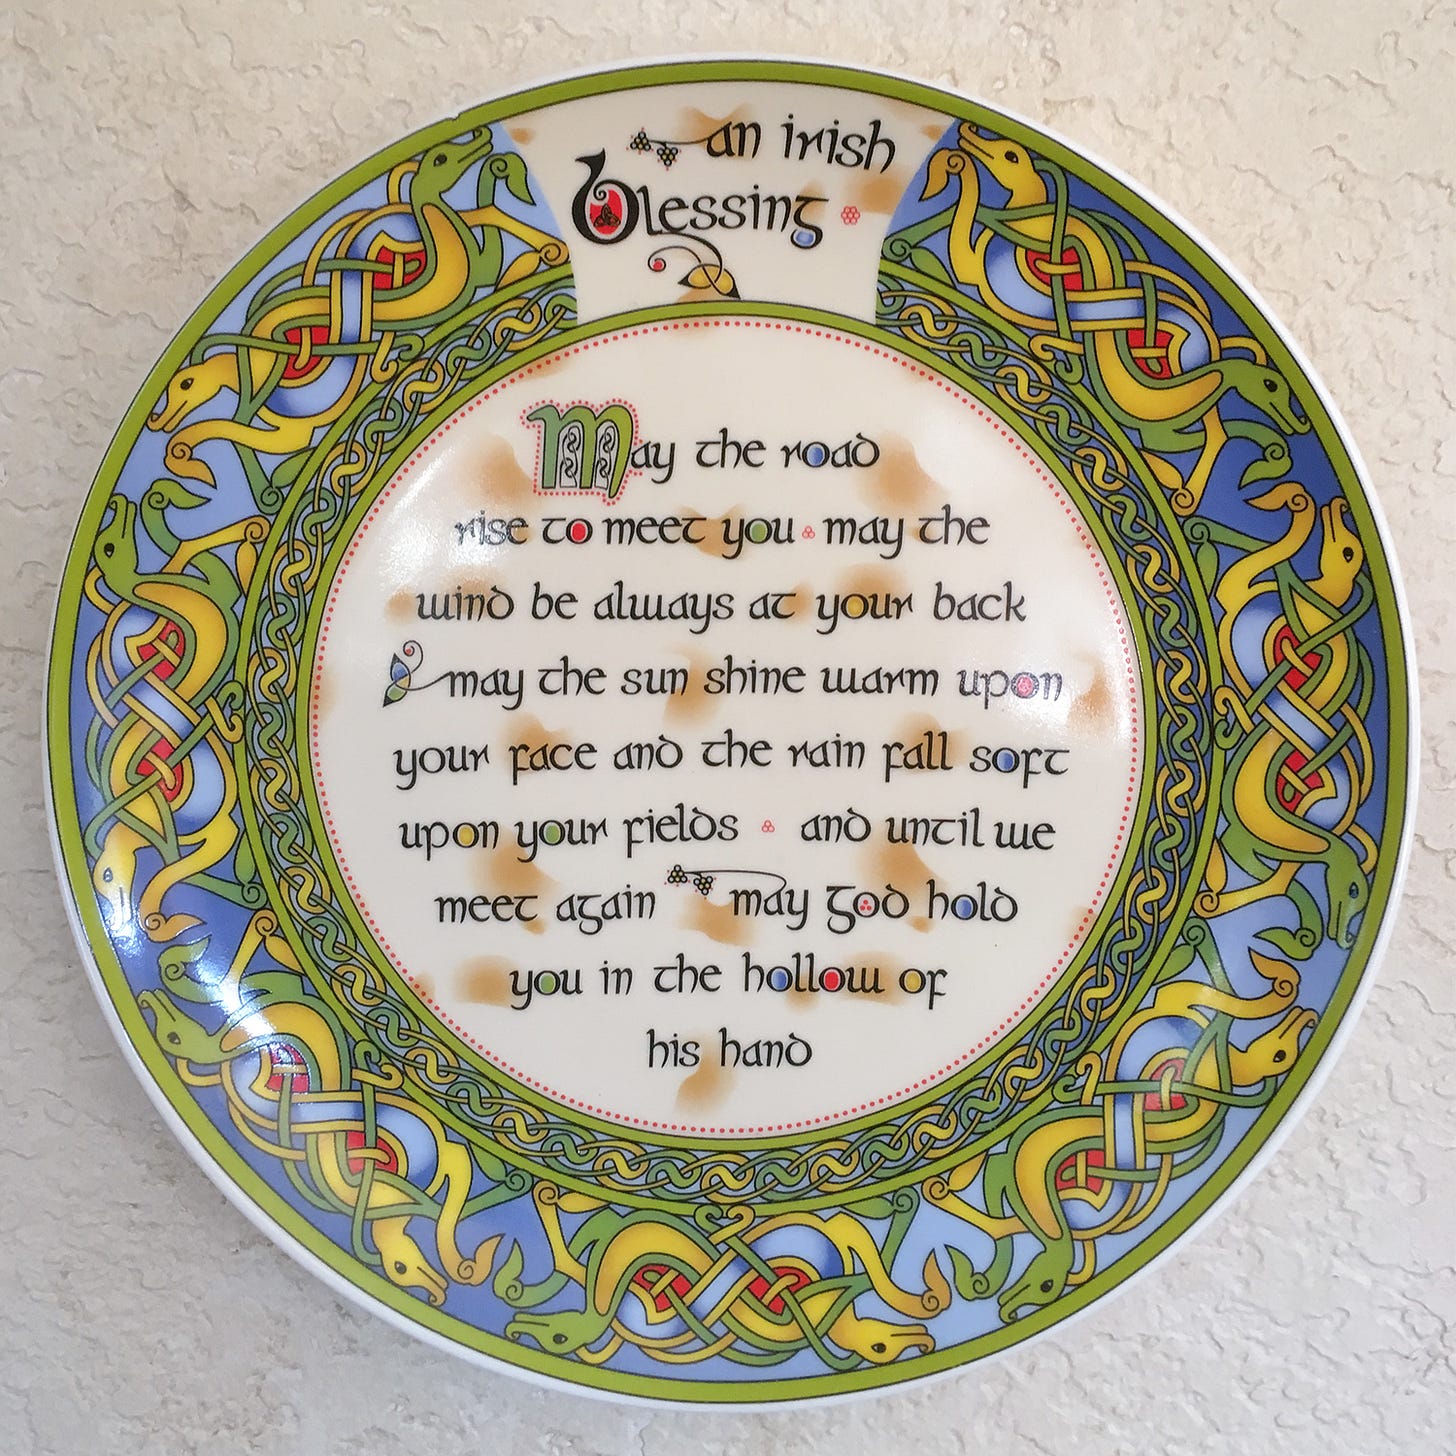 an irish
blessing
May the road
rise to meet you may the
wind be always at your back
may the sun shine warm upon
your face and the rain fall soft
upon your fields and until we
meet again may god hold
you in the hollow of
his hand